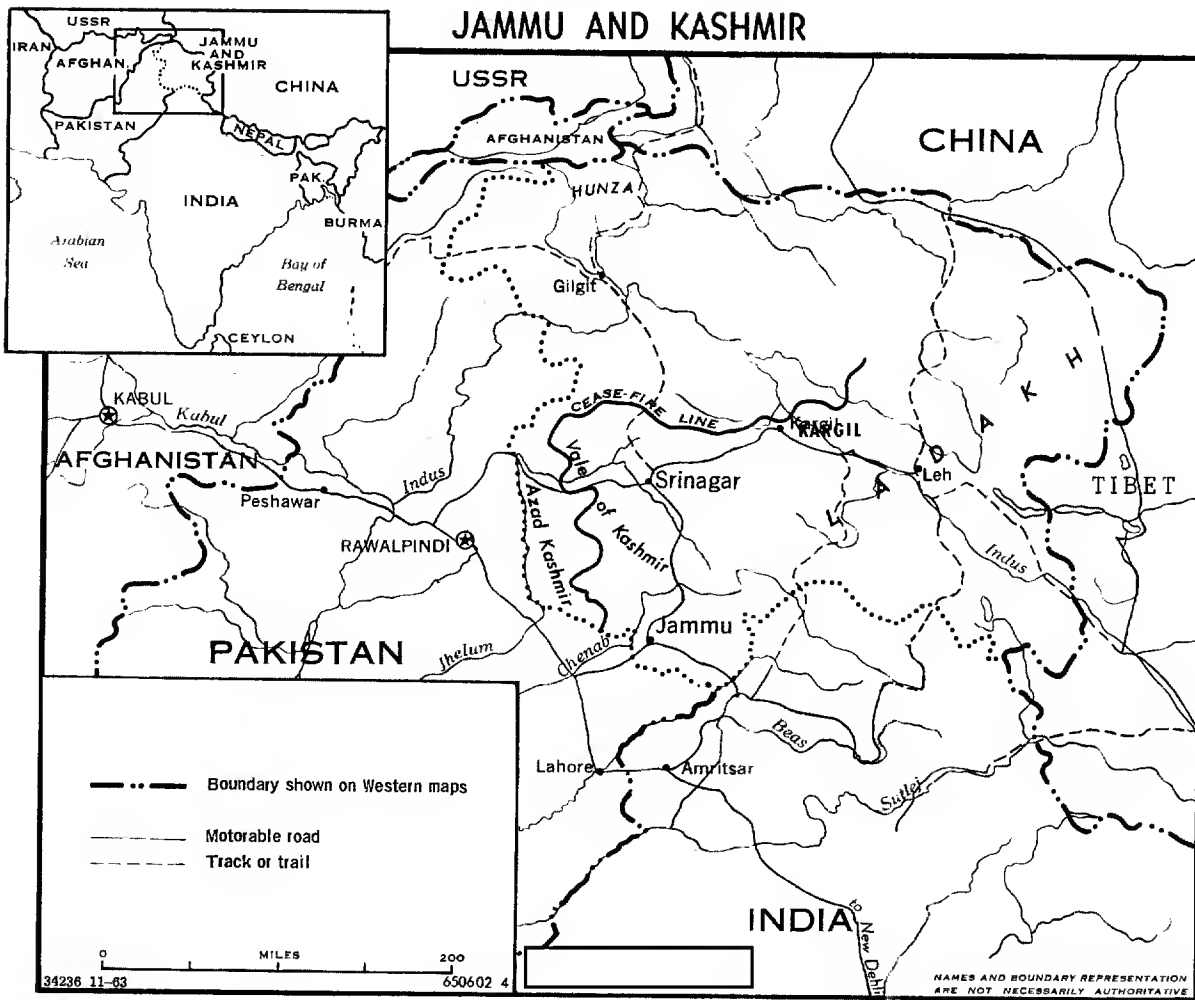 JAMMU AND KASHMIR
USSR
IRAN
AFGHAN.
JAMMU
AND
KASHMIR
CHINA
PAKISTAN
NEPAL
PAK.
INDIA
BURMA
Arabian
Sea
Bay of
Bengal
CEYLON
USSR
AFGHANISTAN
CHINA
HUNZA
Gilgit
KABUL
Kabul
CEASE-FIRE LINE
Kargil
KARGIL
LADAKH
AFGHANISTAN
Indus
Vale of Kashmir
Srinagar
Leh
TIBET
Peshawar
Azad Kashmir
RAWALPINDI
Indus
Jammu
PAKISTAN
Jhelum
Chenab
Beas
Lahore
Amritsar
Sutlej
Boundary shown on Western maps
Motorable road
Track or trail
INDIA
to New Delhi
0 MILES 200
34236 11-63
650602 4
NAMES AND BOUNDARY REPRESENTATION
ARE NOT NECESSARILY AUTHORITATIVE